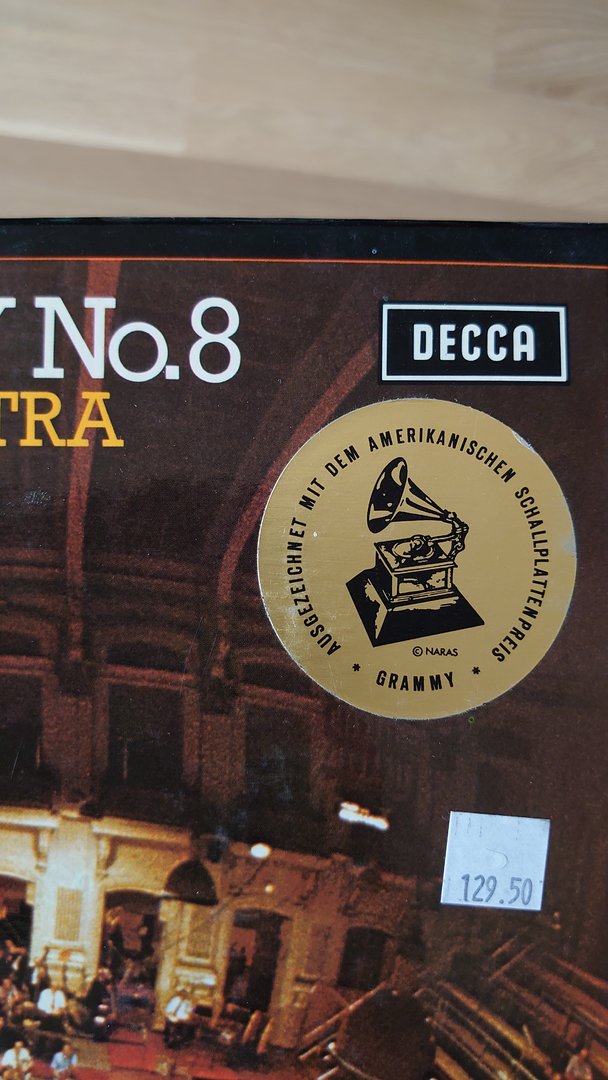 Y No.8
TRA
DECCA
AUSGEZEICHNET MIT DEM AMERIKANISCHEN SCHALLPLATTENPREIS
© NARAS
* GRAMMY *
129.50